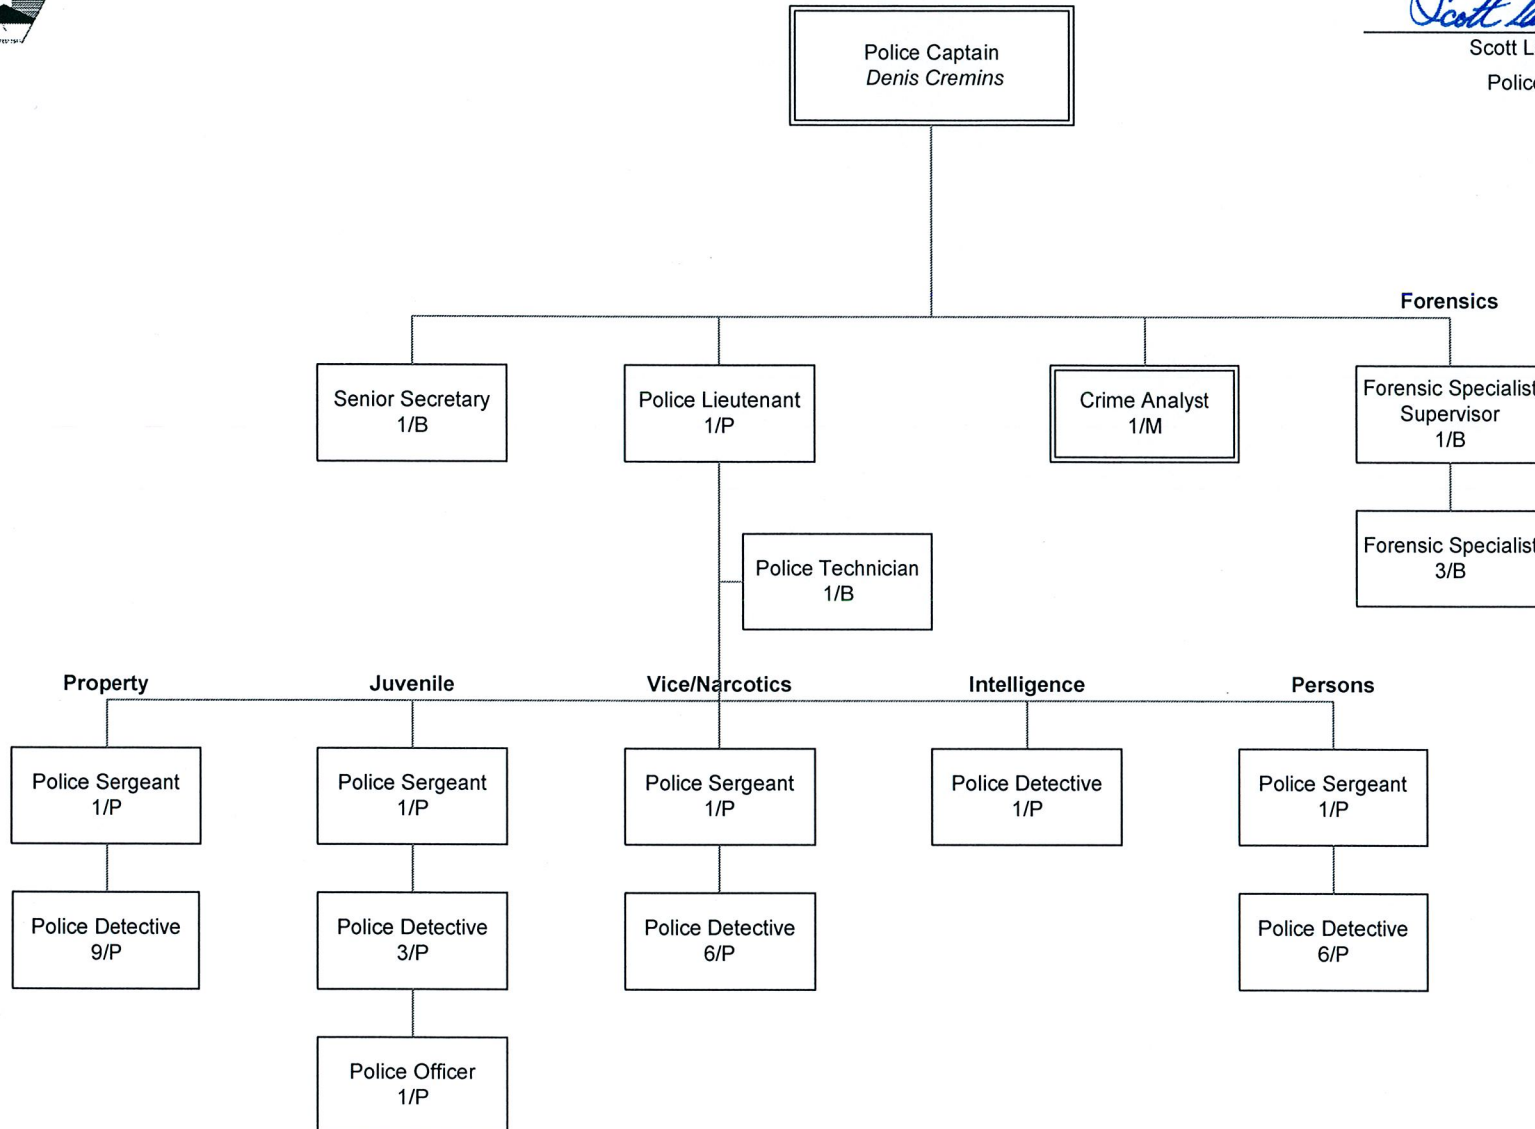 Scott
Scott L
Police
Police Captain
Denis Cremins
Forensics
Senior Secretary
1/B
Police Lieutenant
1/P
Crime Analyst
1/M
Forensic Specialist
Supervisor
1/B
Forensic Specialist
3/B
Police Technician
1/B
Property
Juvenile
Vice/Narcotics
Intelligence
Persons
Police Sergeant
1/P
Police Sergeant
1/P
Police Sergeant
1/P
Police Detective
1/P
Police Sergeant
1/P
Police Detective
9/P
Police Detective
3/P
Police Detective
6/P
Police Detective
6/P
Police Officer
1/P